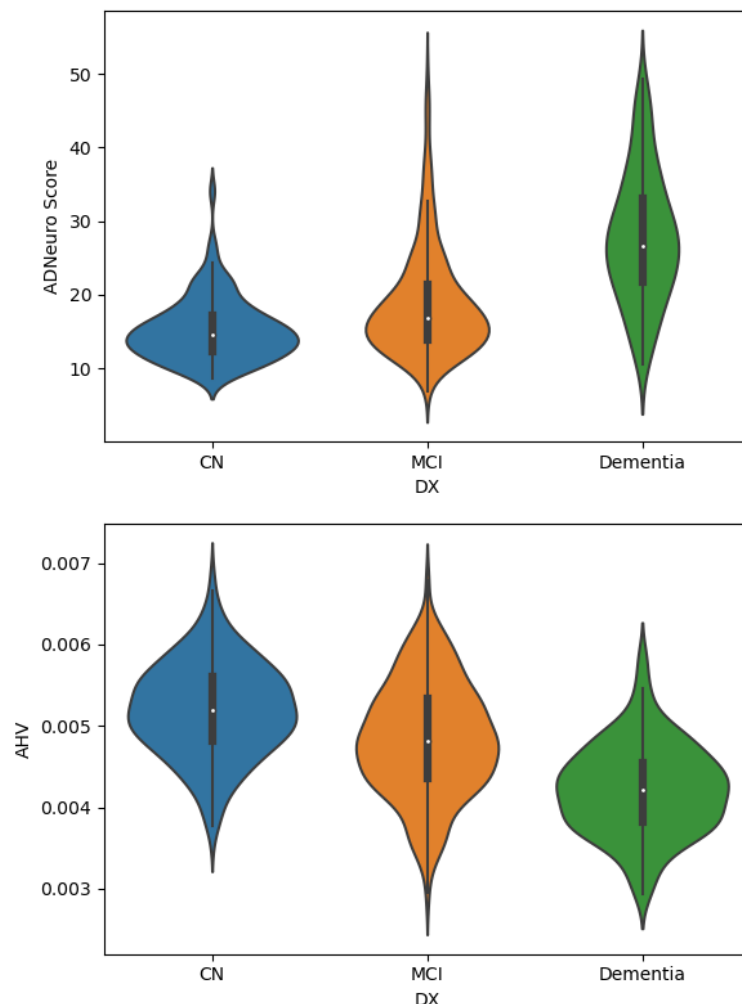 ADNeuro Score
50
40
30
20
10
CN MCI Dementia
DX
AHV
0.007
0.006
0.005
0.004
0.003
CN MCI Dementia
DX